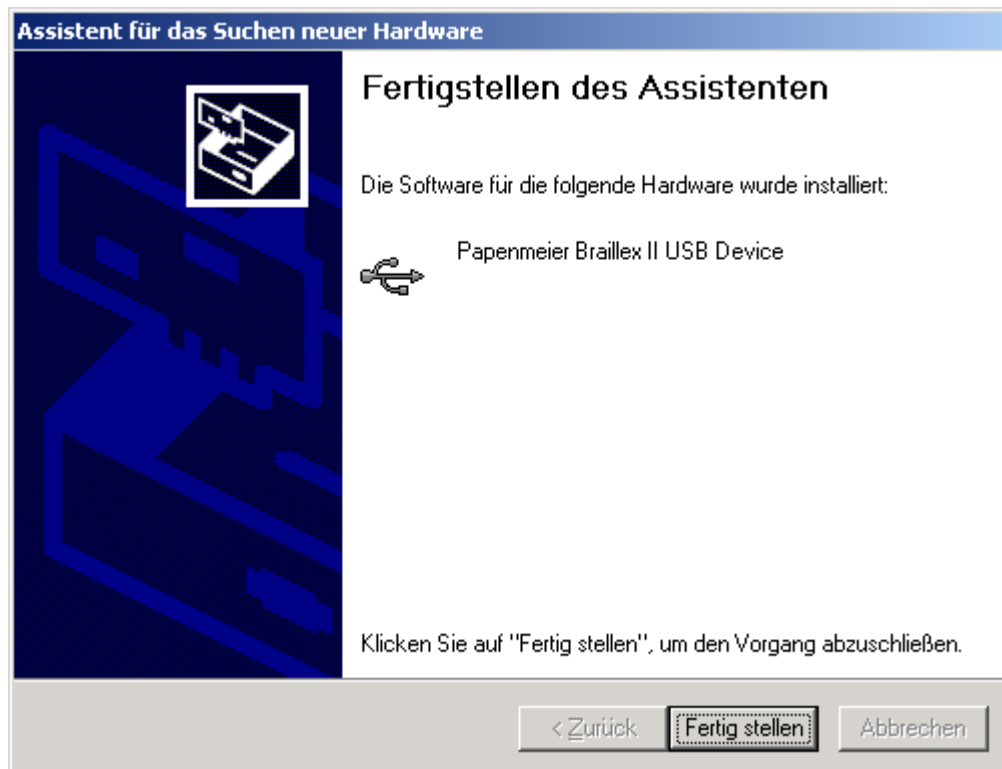 Assistent für das Suchen neuer Hardware
Fertigstellen des Assistenten
Die Software für die folgende Hardware wurde installiert:
Papenmeier Braillex II USB Device
Klicken Sie auf "Fertig stellen", um den Vorgang abzuschließen.
< Zurück Fertig stellen Abbrechen